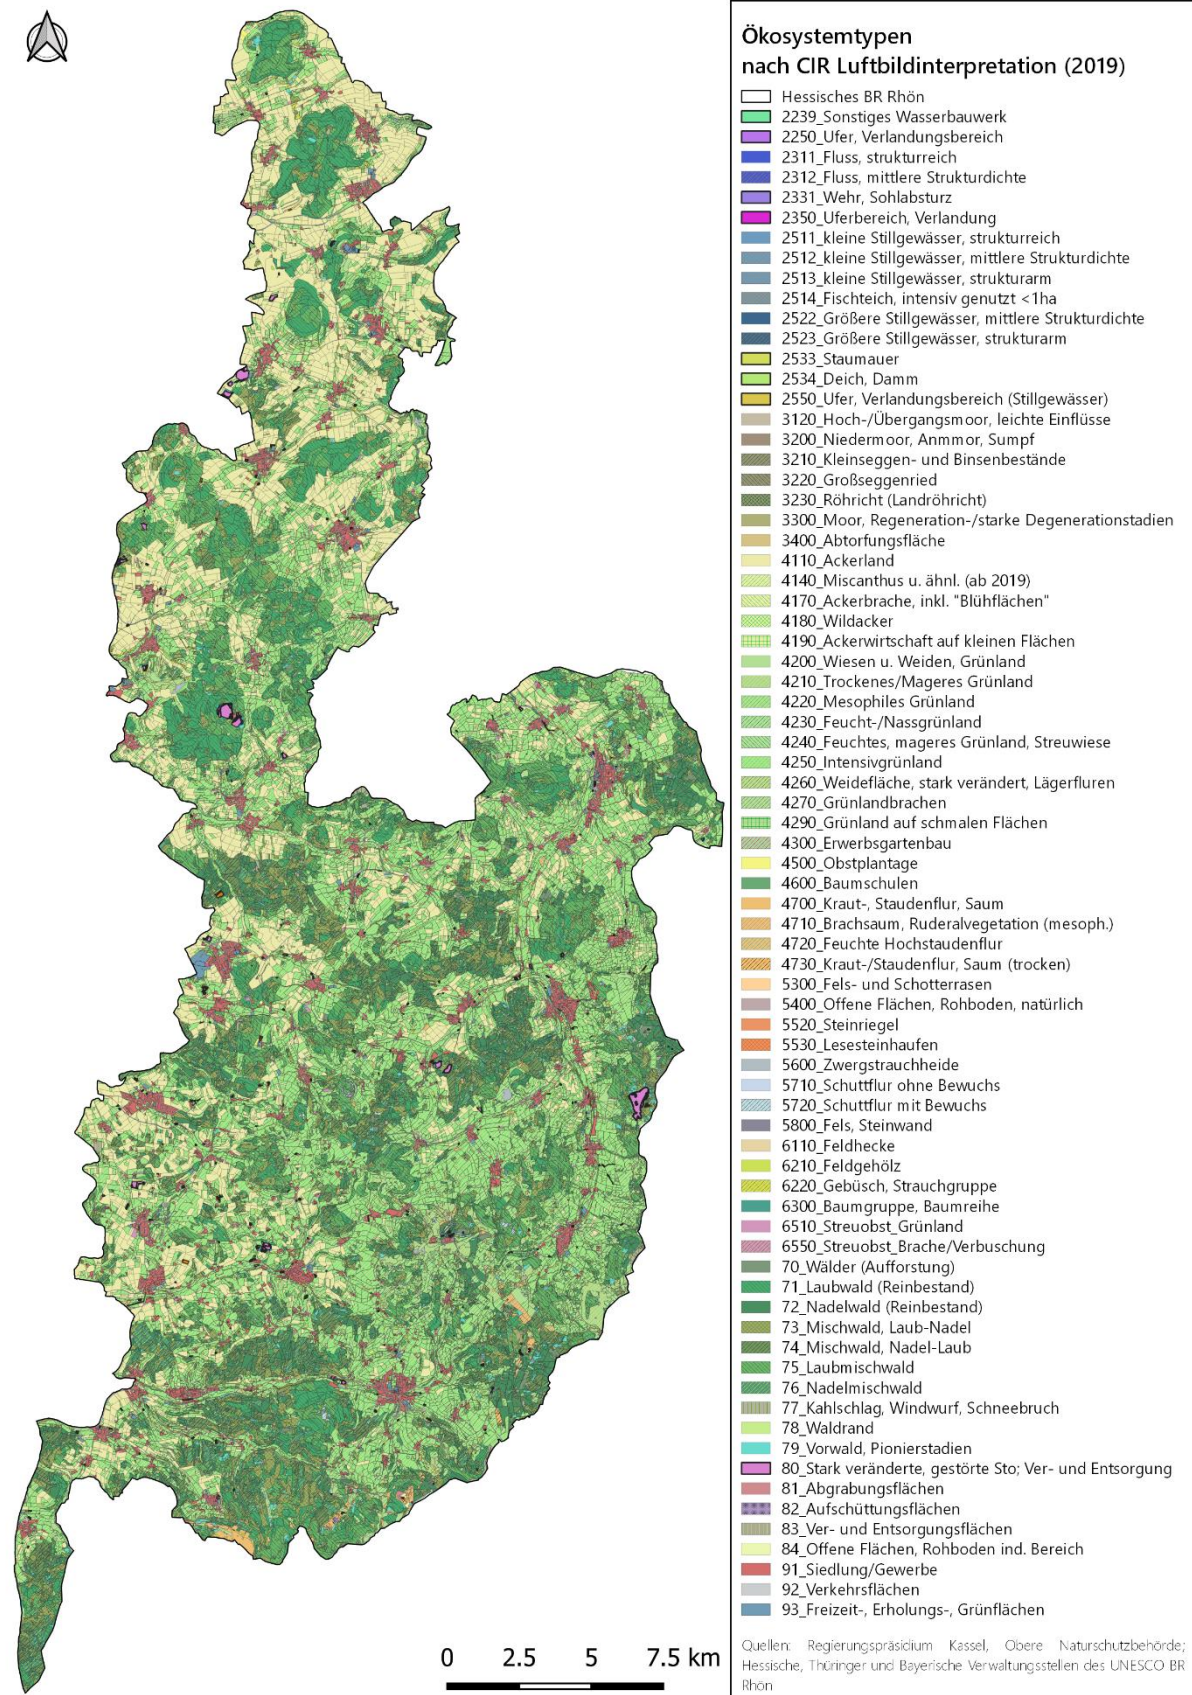 Ökosystemtypen
nach CIR Luftbildinterpretation (2019)
Hessisches BR Rhön
2239_Sonstiges Wasserbauwerk
2250_Ufer, Verlandungsbereich
2311_Fluss, strukturreich
2312_Fluss, mittlere Strukturdichte
2331_Wehr, Sohlabsturz
2350_Uferbereich, Verlandung
2511_kleine Stillgewässer, strukturreich
2512_kleine Stillgewässer, mittlere Strukturdichte
2513_kleine Stillgewässer, strukturarm
2514_Fischteich, intensiv genutzt <1ha
2522_Größere Stillgewässer, mittlere Strukturdichte
2523_Größere Stillgewässer, strukturarm
2533_Staumauer
2534_Deich, Damm
2550_Ufer, Verlandungsbereich (Stillgewässer)
3120_Hoch-/Übergangsmoor, leichte Einflüsse
3200_Niedermoor, Anmmor, Sumpf
3210_Kleinseggen- und Binsenbestände
3220_Großseggenried
3230_Röhricht (Landröhricht)
3300_Moor, Regeneration-/starke Degenerationstadien
3400_Abtorfungsfläche
4110_Ackerland
4140_Miscanthus u. ähnl. (ab 2019)
4170_Ackerbrache, inkl. "Blühflächen"
4180_Wildacker
4190_Ackerwirtschaft auf kleinen Flächen
4200_Wiesen u. Weiden, Grünland
4210_Trockenes/Mageres Grünland
4220_Mesophiles Grünland
4230_Feucht-/Nassgrünland
4240_Feuchtes, mageres Grünland, Streuwiese
4250_Intensivgrünland
4260_Weidefläche, stark verändert, Lägerfluren
4270_Grünlandbrachen
4290_Grünland auf schmalen Flächen
4300_Erwerbsgartenbau
4500_Obstplantage
4600_Baumschulen
4700_Kraut-, Staudenflur, Saum
4710_Brachsaum, Ruderalvegetation (mesoph.)
4720_Feuchte Hochstaudenflur
4730_Kraut-/Staudenflur, Saum (trocken)
5300_Fels- und Schotterrasen
5400_Offene Flächen, Rohboden, natürlich
5520_Steinriegel
5530_Lesesteinhaufen
5600_Zwergstrauchheide
5710_Schuttflur ohne Bewuchs
5720_Schuttflur mit Bewuchs
5800_Fels, Steinwand
6110_Feldhecke
6210_Feldgehölz
6220_Gebüsch, Strauchgruppe
6300_Baumgruppe, Baumreihe
6510_Streuobst_Grünland
6550_Streuobst_Brache/Verbuschung
70_Wälder (Aufforstung)
71_Laubwald (Reinbestand)
72_Nadelwald (Reinbestand)
73_Mischwald, Laub-Nadel
74_Mischwald, Nadel-Laub
75_Laubmischwald
76_Nadelmischwald
77_Kahlschlag, Windwurf, Schneebruch
78_Waldrand
79_Vorwald, Pionierstadien
80_Stark veränderte, gestörte Sto; Ver- und Entsorgung
81_Abgrabungsflächen
82_Aufschüttungsflächen
83_Ver- und Entsorgungsflächen
84_Offene Flächen, Rohboden ind. Bereich
91_Siedlung/Gewerbe
92_Verkehrsflächen
93_Freizeit-, Erholungs-, Grünflächen
Quellen: Regierungspräsidium Kassel, Obere Naturschutzbehörde;
Hessische, Thüringer und Bayerische Verwaltungsstellen des UNESCO BR
Rhön
0 2.5 5 7.5 km